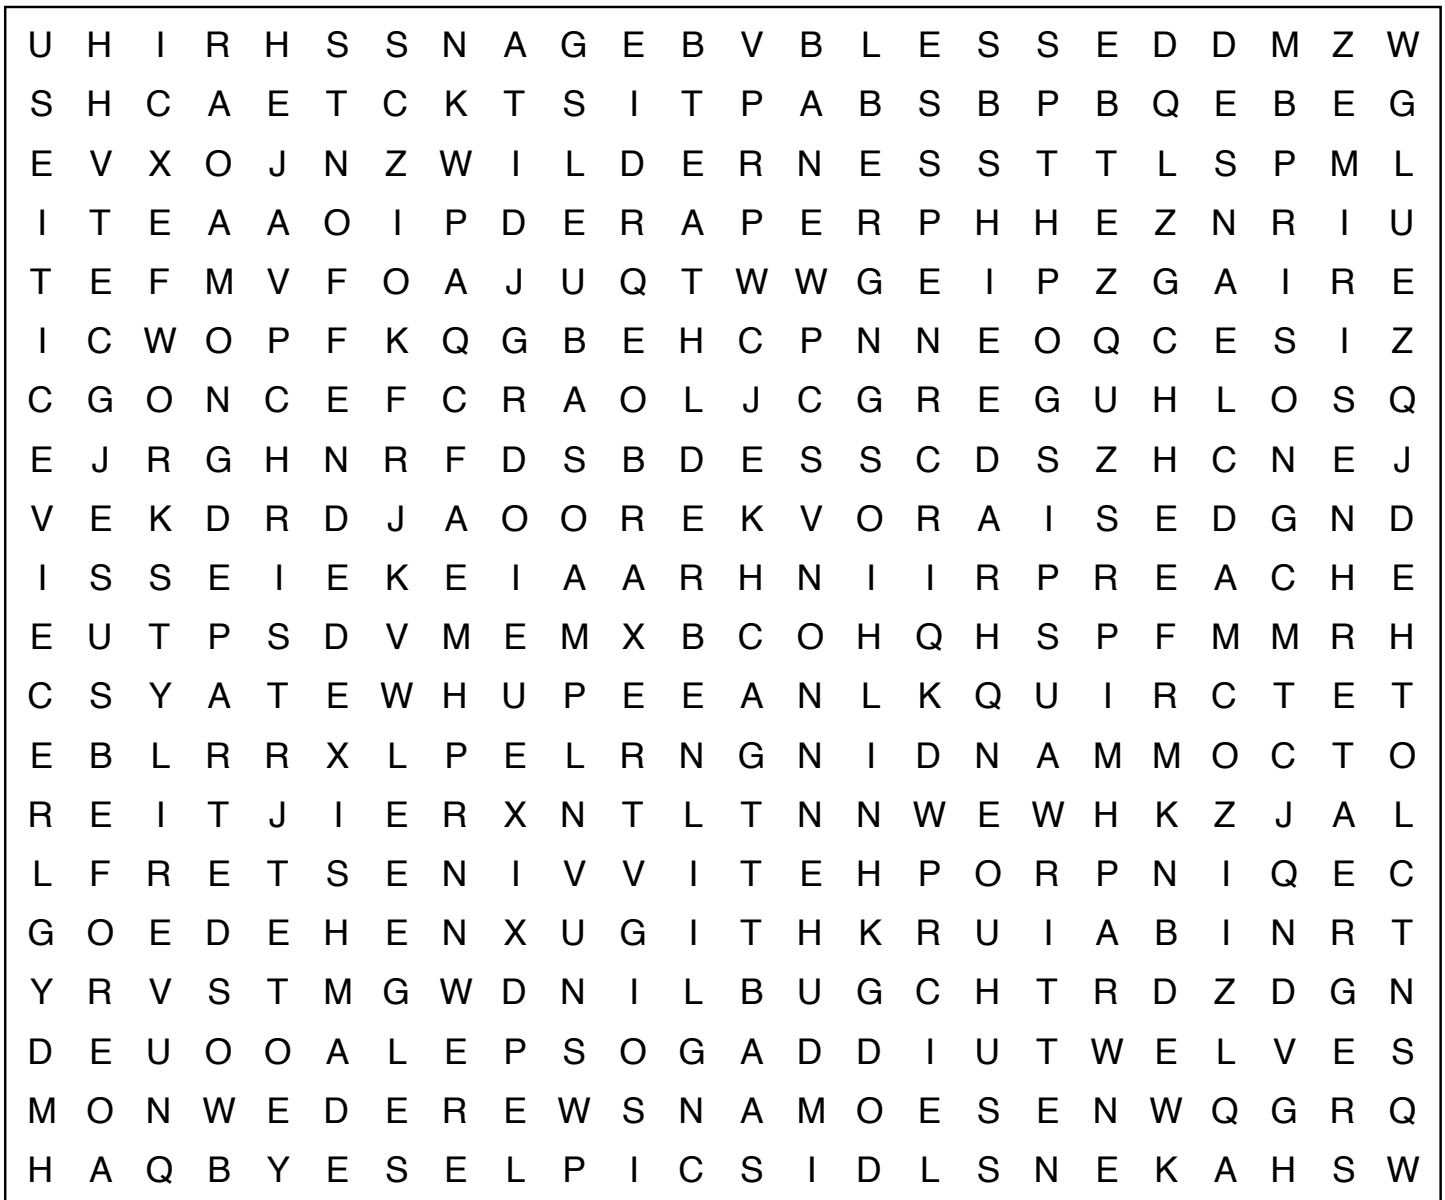 U H I R H S S N A G E B V B L E S S E D D M Z W
S H C A E T C K T S I T P A B S B P B Q E B E G
E V X O J N Z W I L D E R N E S S T T L S P M L
I T E A A O I P D E R A P E R P H H E Z N R I U
T E F M V F O A J U Q T W W G E I P Z G A I R E
I C W O P F K Q G B E H C P N N E O Q C E S I Z
C G O N C E F C R A O L J C G R E G U H L O S Q
E J R G H N R F D S B D E S S C D S Z H C N E J
V E K D R D J A O O R E K V O R A I S E D G N D
I S S E I E K E I A A R H N I I R P R E A C H E
E U T P S D V M E M X B C O H Q H S P F M M R H
C S Y A T E W H U P E E A N L K Q U I R C T E T
E B L R R X L P E L R N G N I D N A M M O C T O
R E I T J I E R X N T L T N N W E W H K Z J A L
L F R E T S E N I V V I T E H P O R P N I Q E C
G O E D E H E N X U G I T H K R U I A B I N R T
Y R V S T M G W D N I L B U G C H T R D Z D G N
D E U O O A L E P S O G A D D I U T W E L V E S
M O N W E D E R E W S N A M O E S E N W Q G R Q
H A Q B Y E S E L P I C S I D L S N E K A H S W